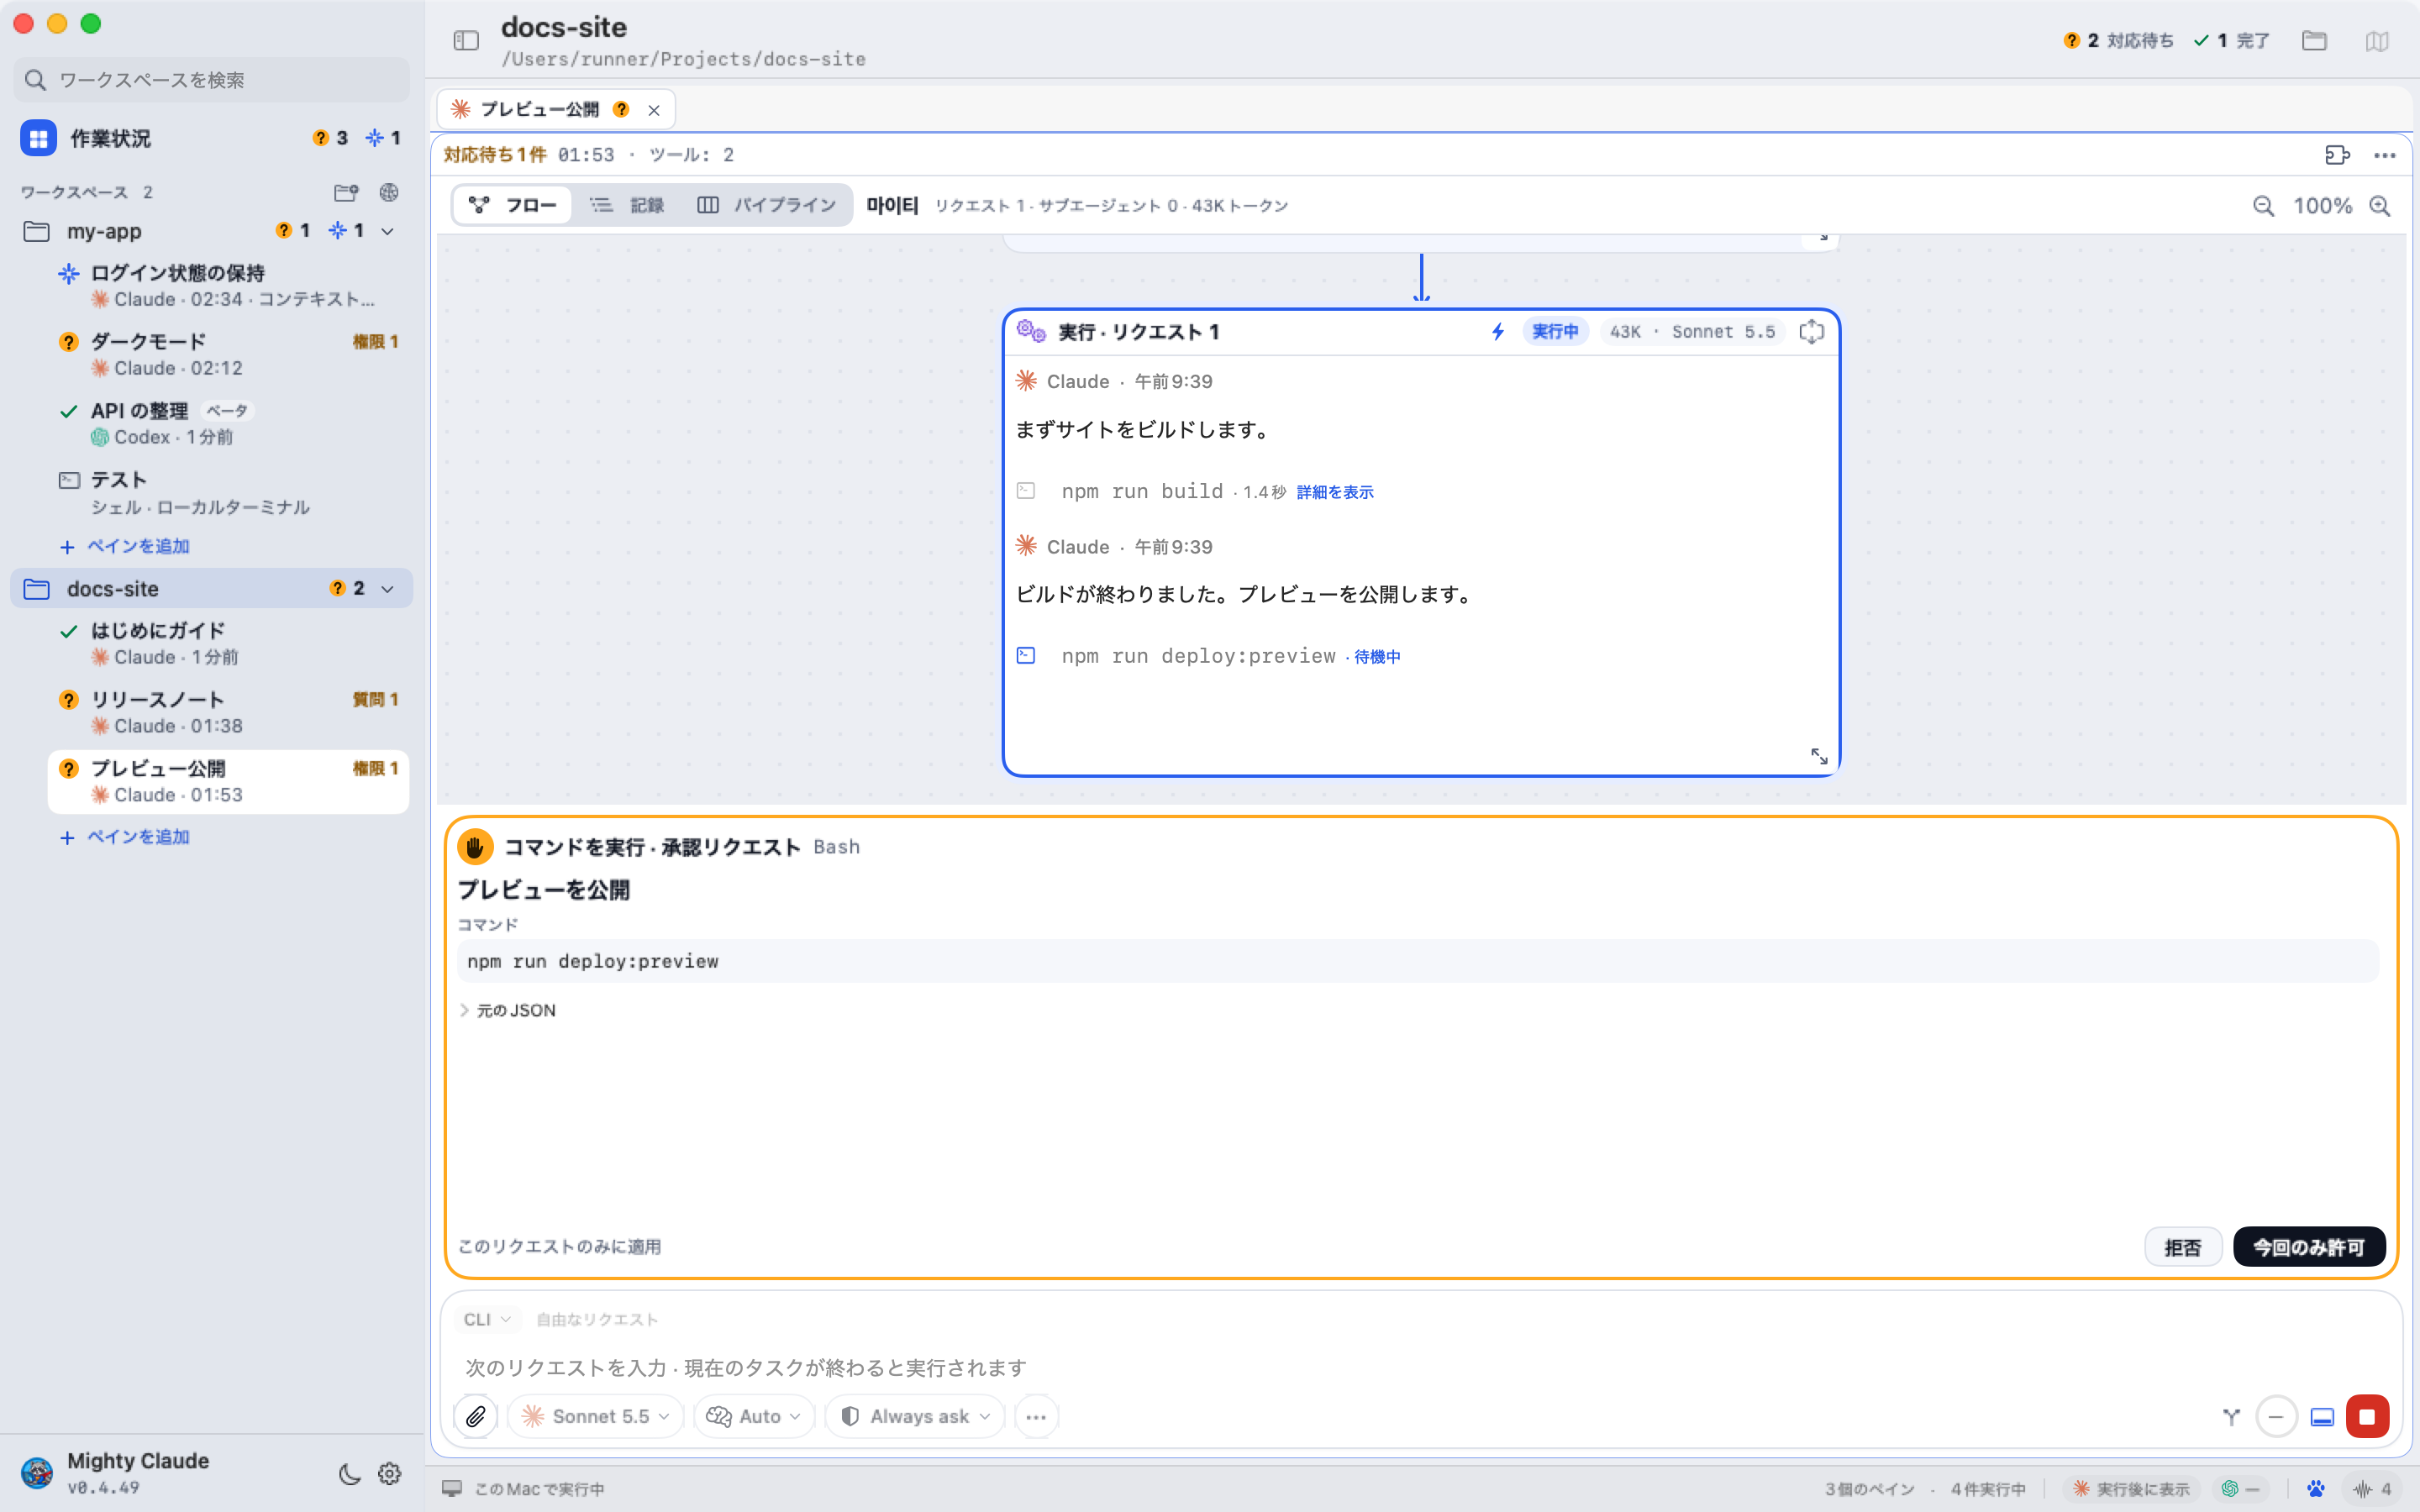 docs-site
/Users/runner/Projects/docs-site
2 対応待ち 1 完了
ワークスペースを検索
作業状況 3 1
ワークスペース 2
my-app 1 1
ログイン状態の保持
Claude · 02:34 · コンテキスト...
ダークモード 権限 1
Claude · 02:12
API の整理 ベータ
Codex · 1分前
テスト
シェル · ローカルターミナル
+ ペインを追加
docs-site 2
はじめにガイド
Claude · 1分前
リリースノート 質問 1
Claude · 01:38
プレビュー公開 権限 1
Claude · 01:53
+ ペインを追加
Mighty Claude
v0.4.49
プレビュー公開
対応待ち1件 01:53 · ツール: 2
フロー 記録 パイプライン 마이티 リクエスト 1 · サブエージェント 0 · 43K トークン
100%
実行 · リクエスト 1 実行中 43K · Sonnet 5.5
Claude · 午前9:39
まずサイトをビルドします。
npm run build · 1.4秒 詳細を表示
Claude · 午前9:39
ビルドが終わりました。プレビューを公開します。
npm run deploy:preview · 待機中
コマンドを実行 · 承認リクエスト Bash
プレビューを公開
コマンド
npm run deploy:preview
元のJSON
このリクエストのみに適用
拒否 今回のみ許可
CLI 自由なリクエスト
次のリクエストを入力 · 現在のタスクが終わると実行されます
Sonnet 5.5 Auto Always ask
このMacで実行中
3個のペイン · 4件実行中 実行後に表示 — 4